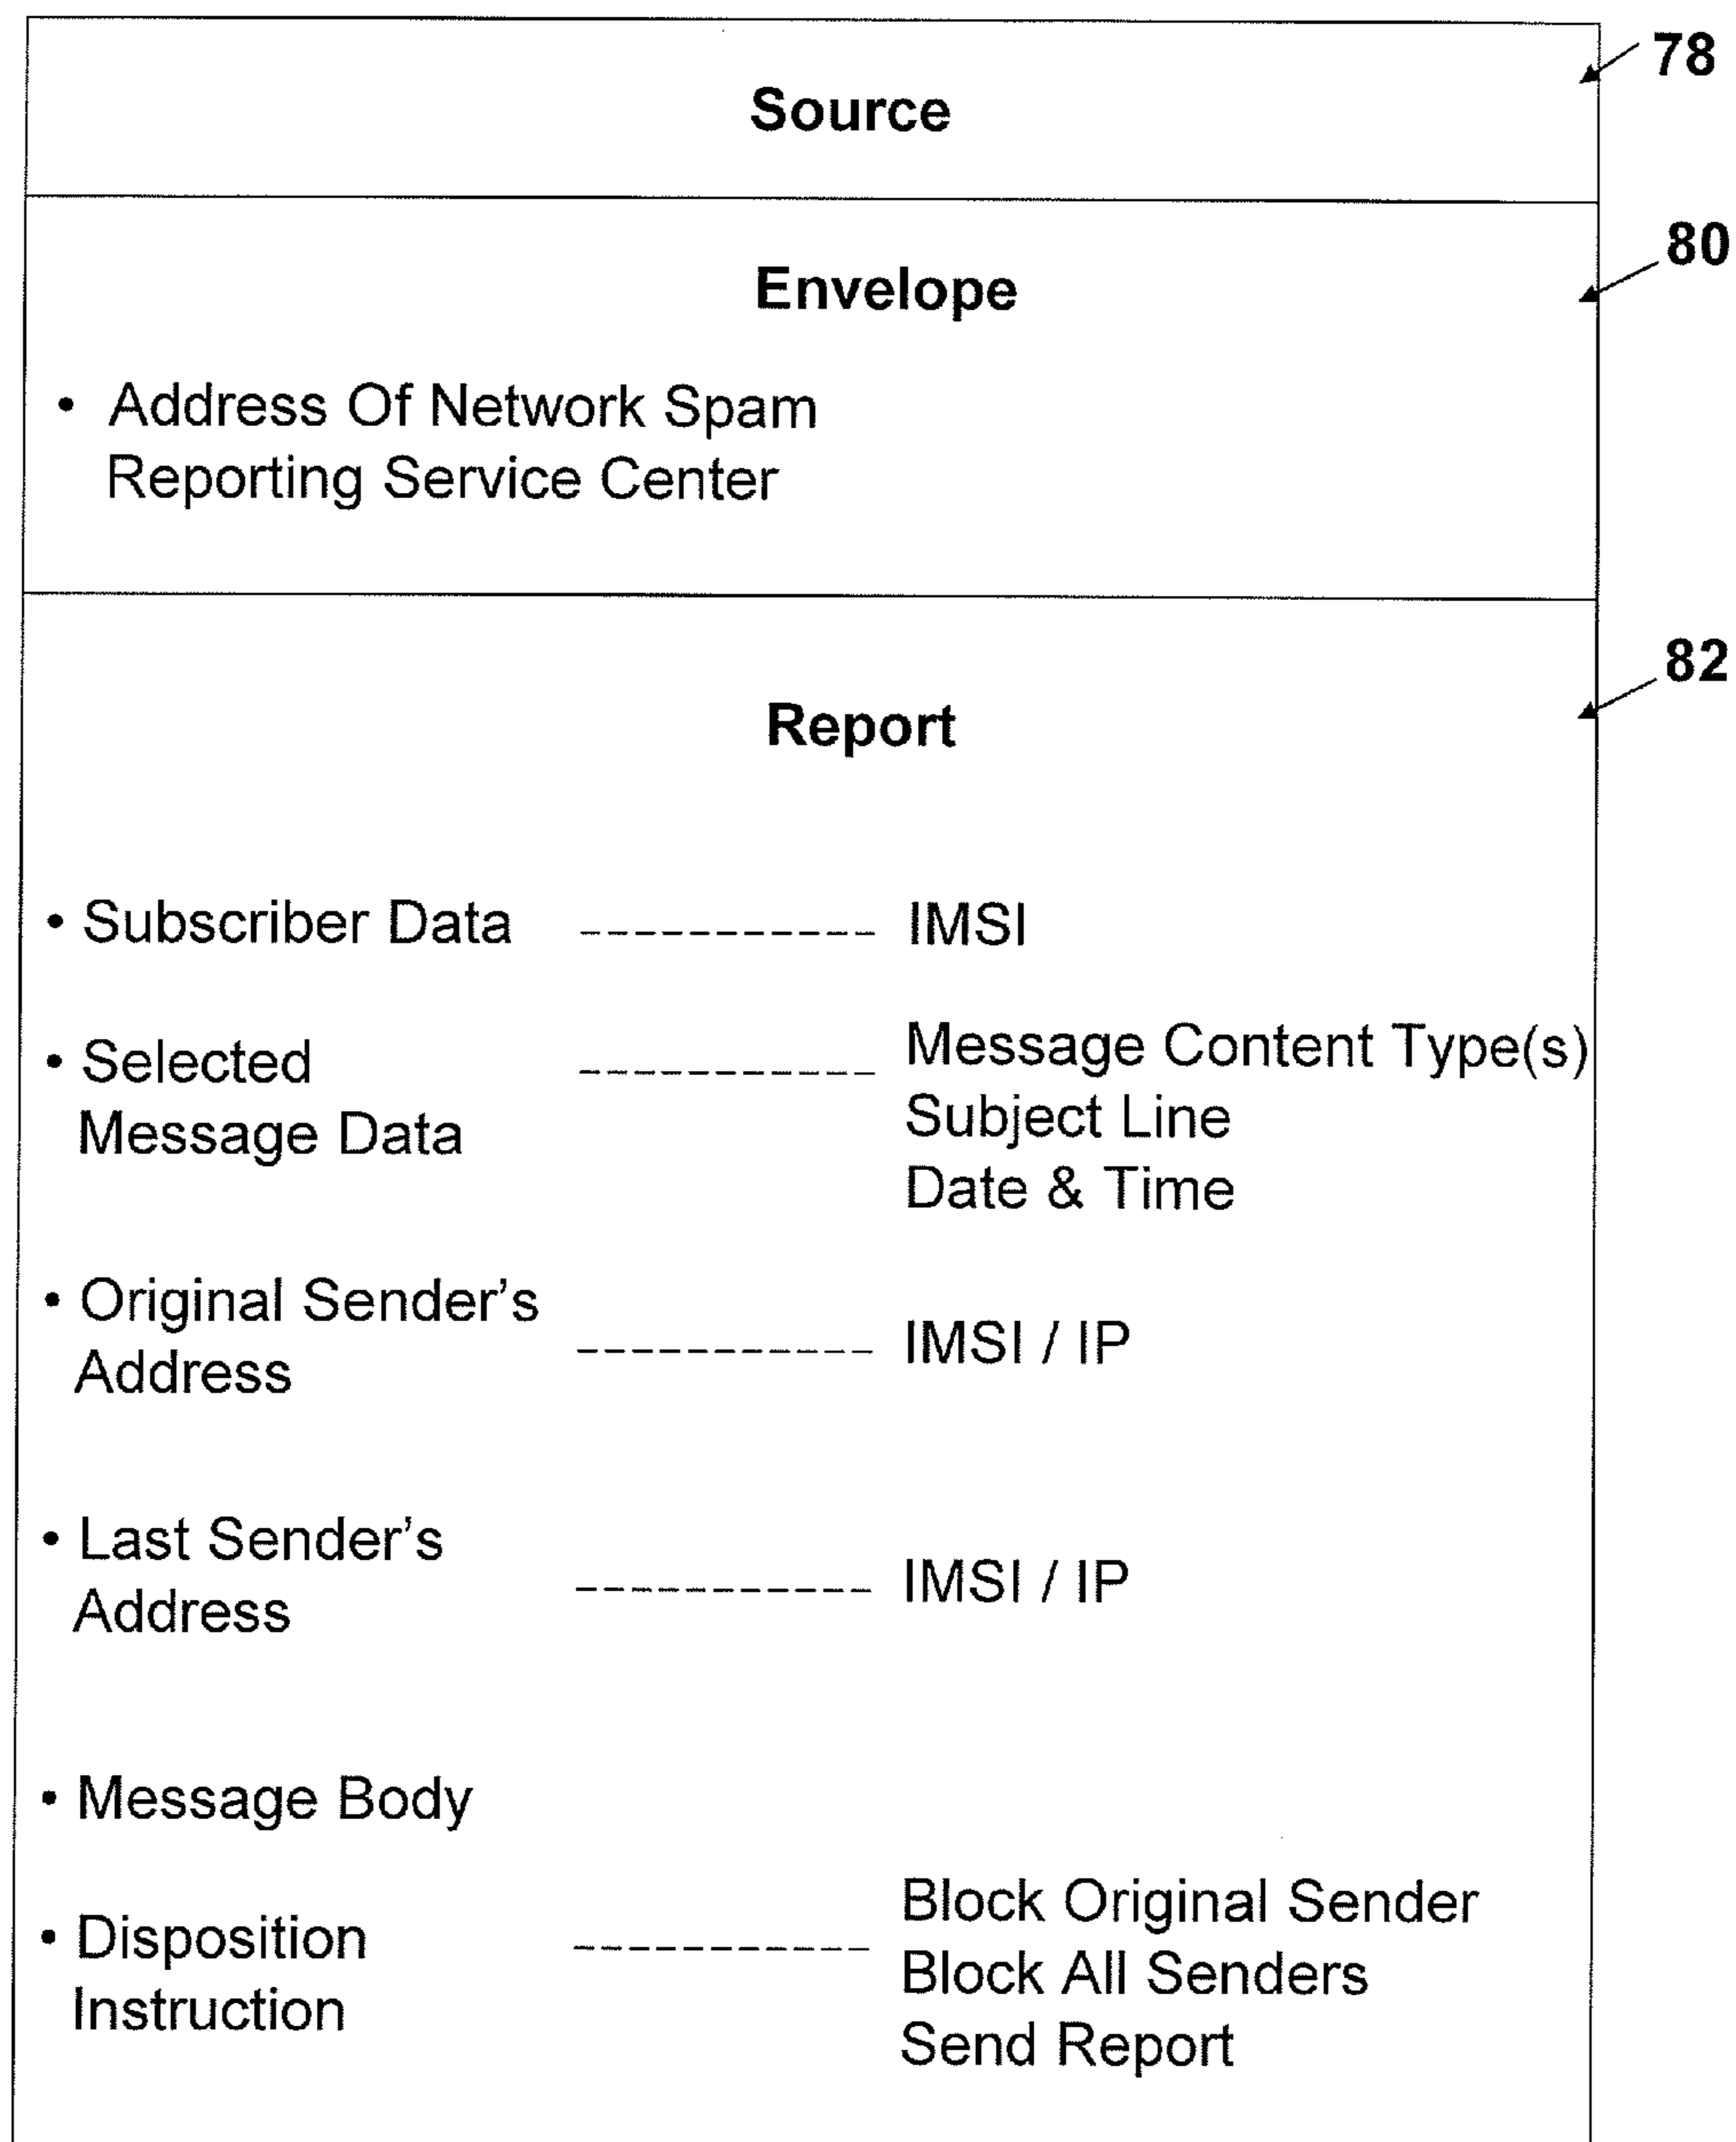 78
Source
80
Envelope
• Address Of Network Spam
Reporting Service Center
82
Report
• Subscriber Data ----------- IMSI
• Selected ----------- Message Content Type(s)
Message Data Subject Line
Date & Time
• Original Sender's
Address ----------- IMSI / IP
• Last Sender's
Address ----------- IMSI / IP
• Message Body
• Disposition ----------- Block Original Sender
Instruction Block All Senders
Send Report